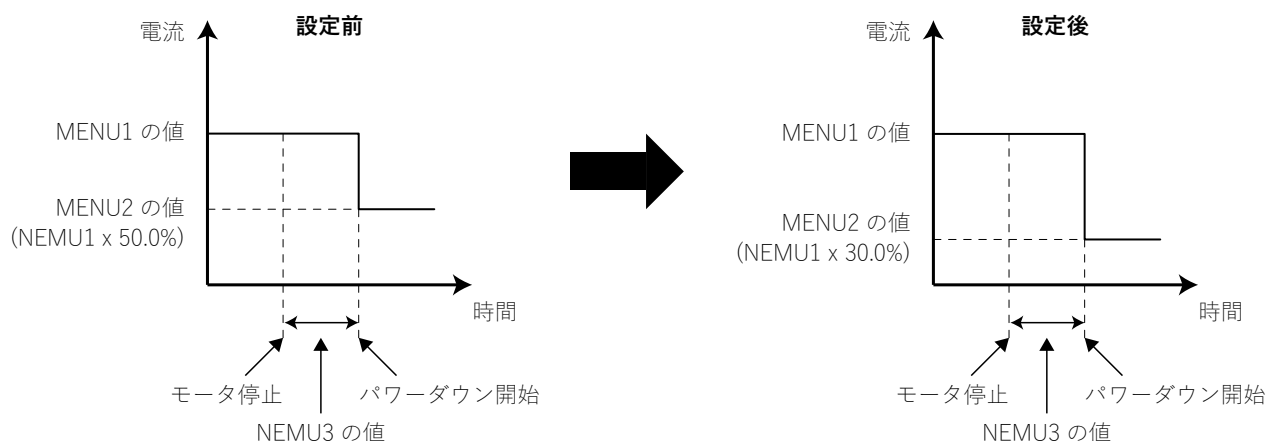 設定前
電流
MENU1 の値
MENU2 の値
(NEMU1 x 50.0%)
時間
モータ停止
パワーダウン開始
NEMU3 の値
設定後
電流
MENU1 の値
MENU2 の値
(NEMU1 x 30.0%)
時間
モータ停止
パワーダウン開始
NEMU3 の値